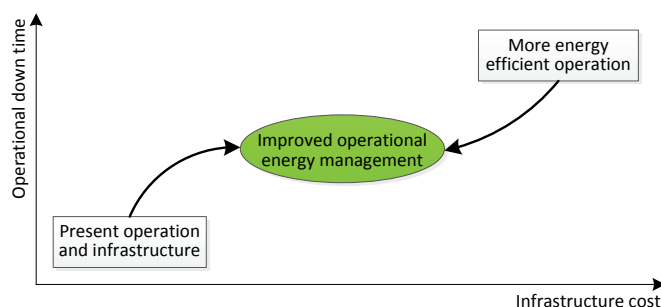 Operational down time
More energy
efficient operation
Improved operational
energy management
Present operation
and infrastructure
Infrastructure cost